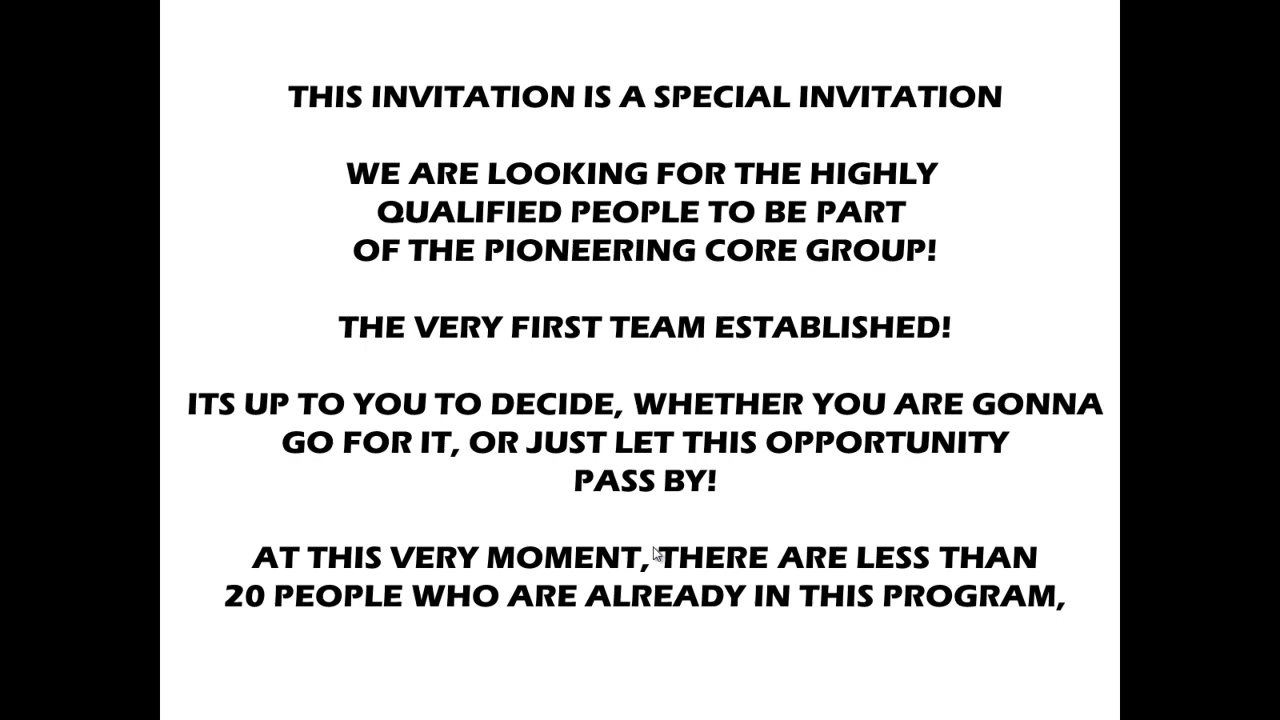 THIS INVITATION IS A SPECIAL INVITATION
WE ARE LOOKING FOR THE HIGHLY
QUALIFIED PEOPLE TO BE PART
OF THE PIONEERING CORE GROUP!
THE VERY FIRST TEAM ESTABLISHED!
ITS UP TO YOU TO DECIDE, WHETHER YOU ARE GONNA
GO FOR IT, OR JUST LET THIS OPPORTUNITY
PASS BY!
AT THIS VERY MOMENT, THERE ARE LESS THAN
20 PEOPLE WHO ARE ALREADY IN THIS PROGRAM,